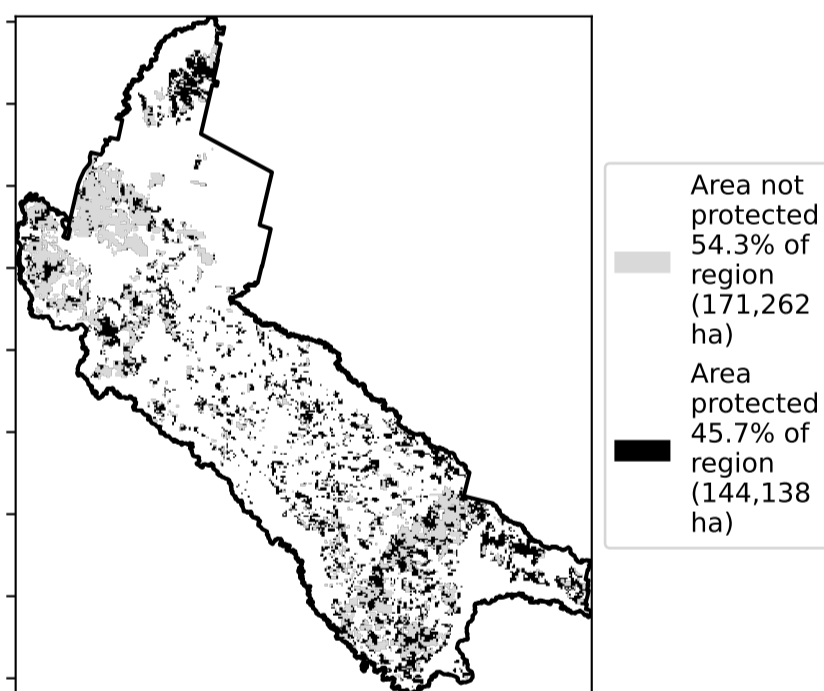 Area not
protected
54.3% of
region
(171,262
ha)
Area
protected
45.7% of
region
(144,138
ha)